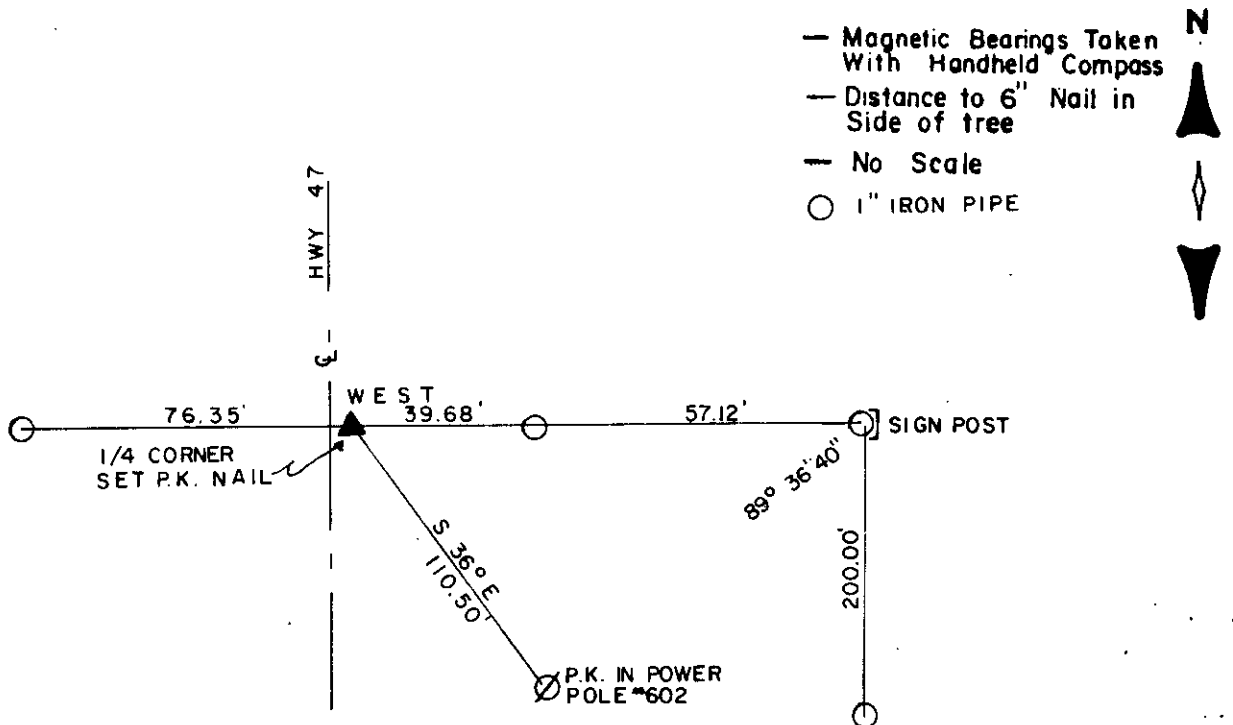 — Magnetic Bearings Taken
With Handheld Compass
— Distance to 6" Nail in
Side of tree
— No Scale
○ 1" IRON PIPE
N
HWY 47
℄
WEST
76.35'
39.68'
57.12'
SIGN POST
1/4 CORNER
SET P.K. NAIL
89° 36' 40"
S 36° E
110.50'
200.00'
P.K. IN POWER
POLE #602